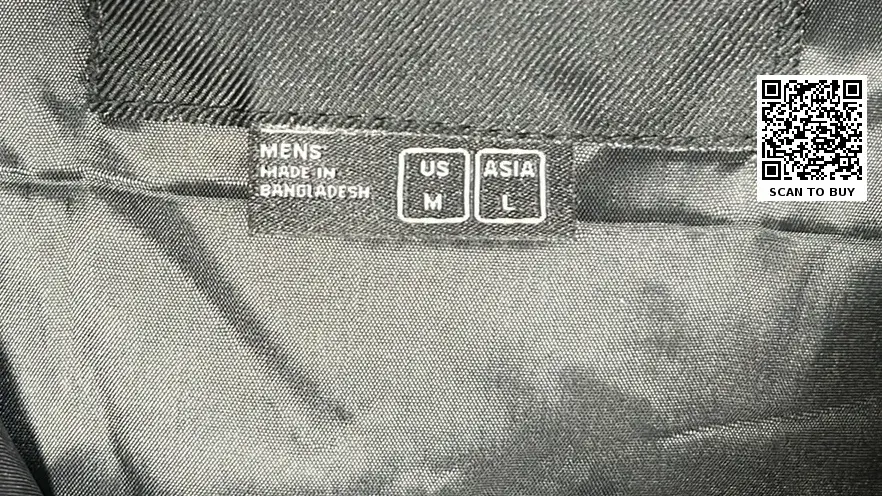 MENS
MADE IN
BANGLADESH
US
M
ASIA
L
SCAN TO BUY